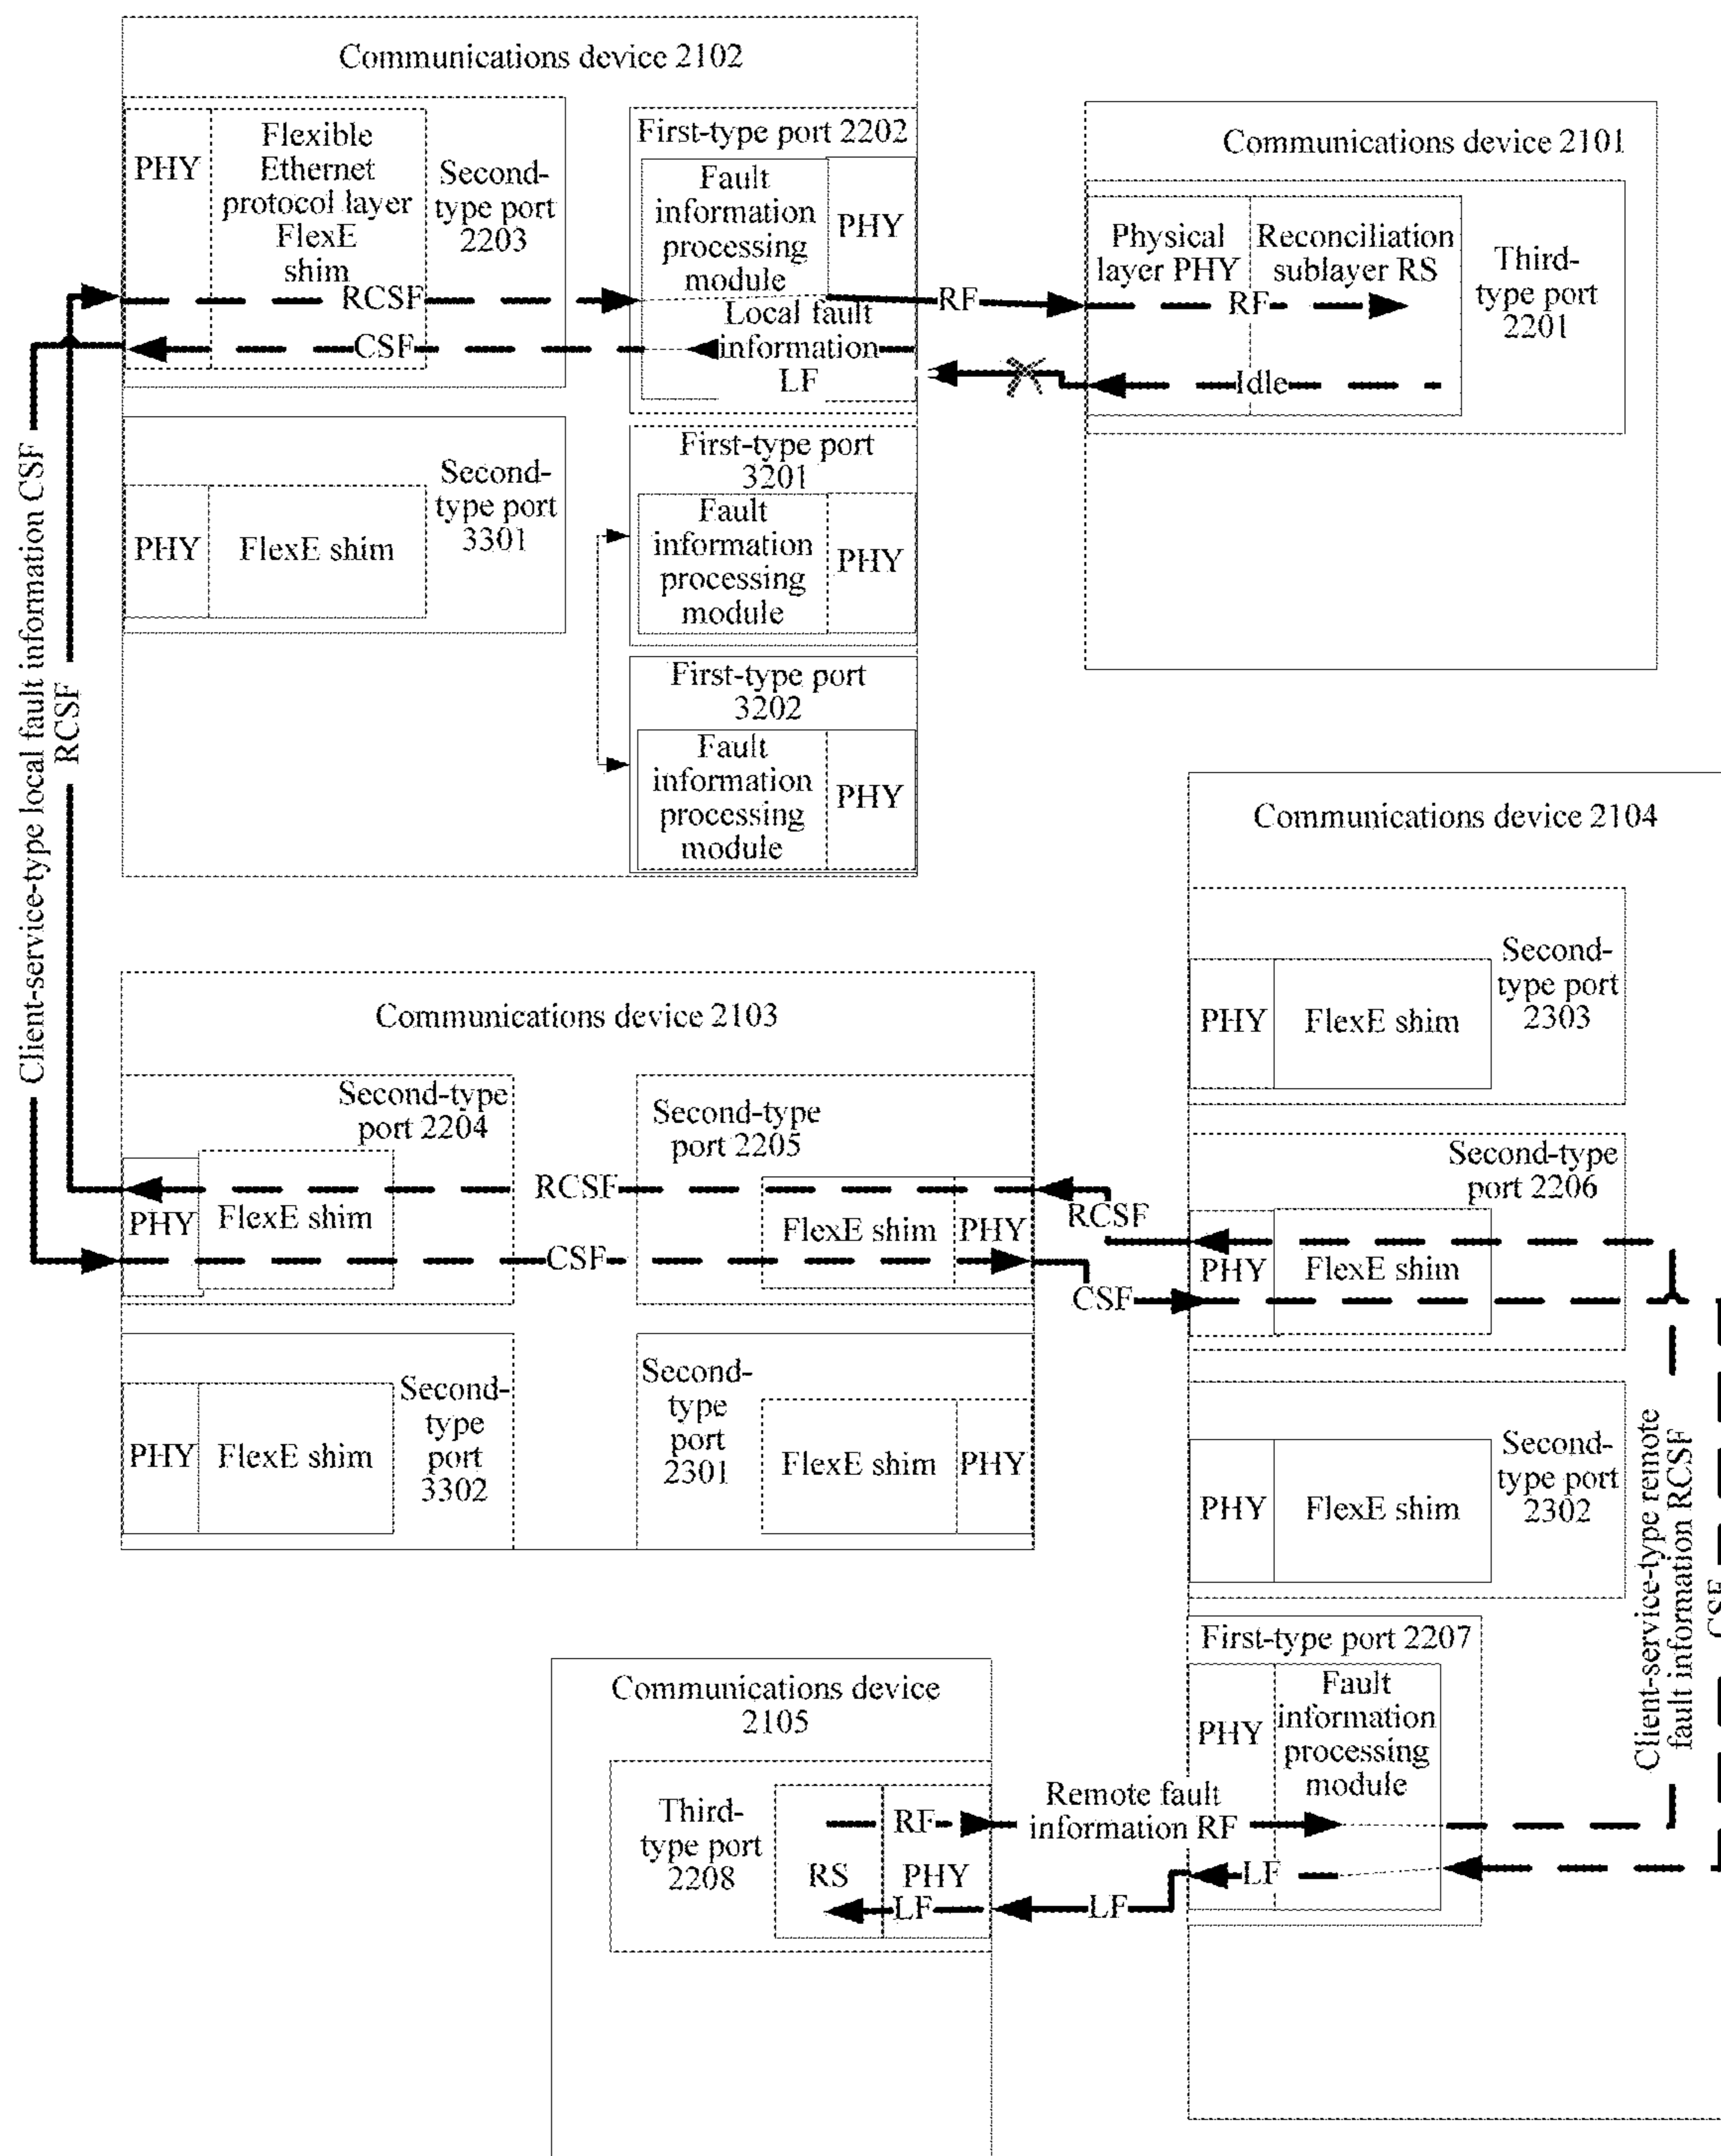 Communications device 2102
PHY
Flexible
Ethernet
protocol layer
FlexE
shim
Second-
type port
2203
RCSF
CSF
First-type port 2202
Fault
information
processing
module
PHY
Local fault
information
LF
RF
Communications device 2101
Physical
layer PHY
Reconciliation
sublayer RS
Third-
type port
2201
RF
Idle
Second-
type port
3301
PHY
FlexE shim
First-type port
3201
Fault
information
processing
module
PHY
First-type port
3202
Fault
information
processing
module
PHY
Client-service-type local fault information CSF
RCSF
Communications device 2103
Second-type
port 2204
PHY
FlexE shim
RCSF
CSF
Second-type
port 2205
FlexE shim
PHY
RCSF
CSF
PHY
FlexE shim
Second-
type
port
3302
Second-
type
port
2301
FlexE shim
PHY
Communications device 2104
PHY
FlexE shim
Second-
type port
2303
Second-type
port 2206
PHY
FlexE shim
PHY
FlexE shim
Second-
type port
2302
Client-service-type remote
fault information RCSF
CSF
First-type port 2207
PHY
Fault
information
processing
module
LF
Communications device
2105
Third-
type port
2208
RS
PHY
RF
LF
Remote fault
information RF
LF